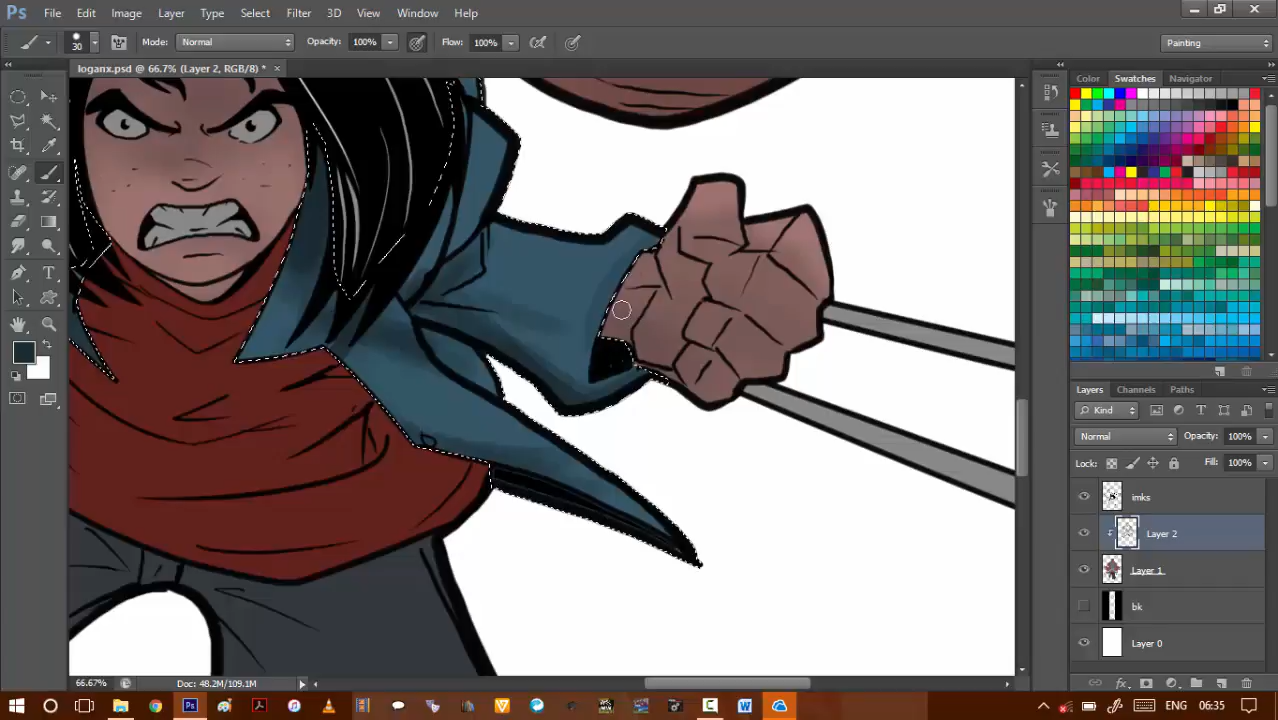 Ps File Edit Image Layer Type Select Filter 3D View Window Help
30 Mode: Normal Opacity: 100% Flow: 100% Painting
loganx.psd @ 66.7% (Layer 2, RGB/8) * ×
Color Swatches Navigator
Layers Channels Paths
Kind
Normal Opacity: 100%
Lock: Fill: 100%
imks
Layer 2
Layer 1
bk
Layer 0
66.67% Doc: 48.2M/109.1M
ENG 06:35